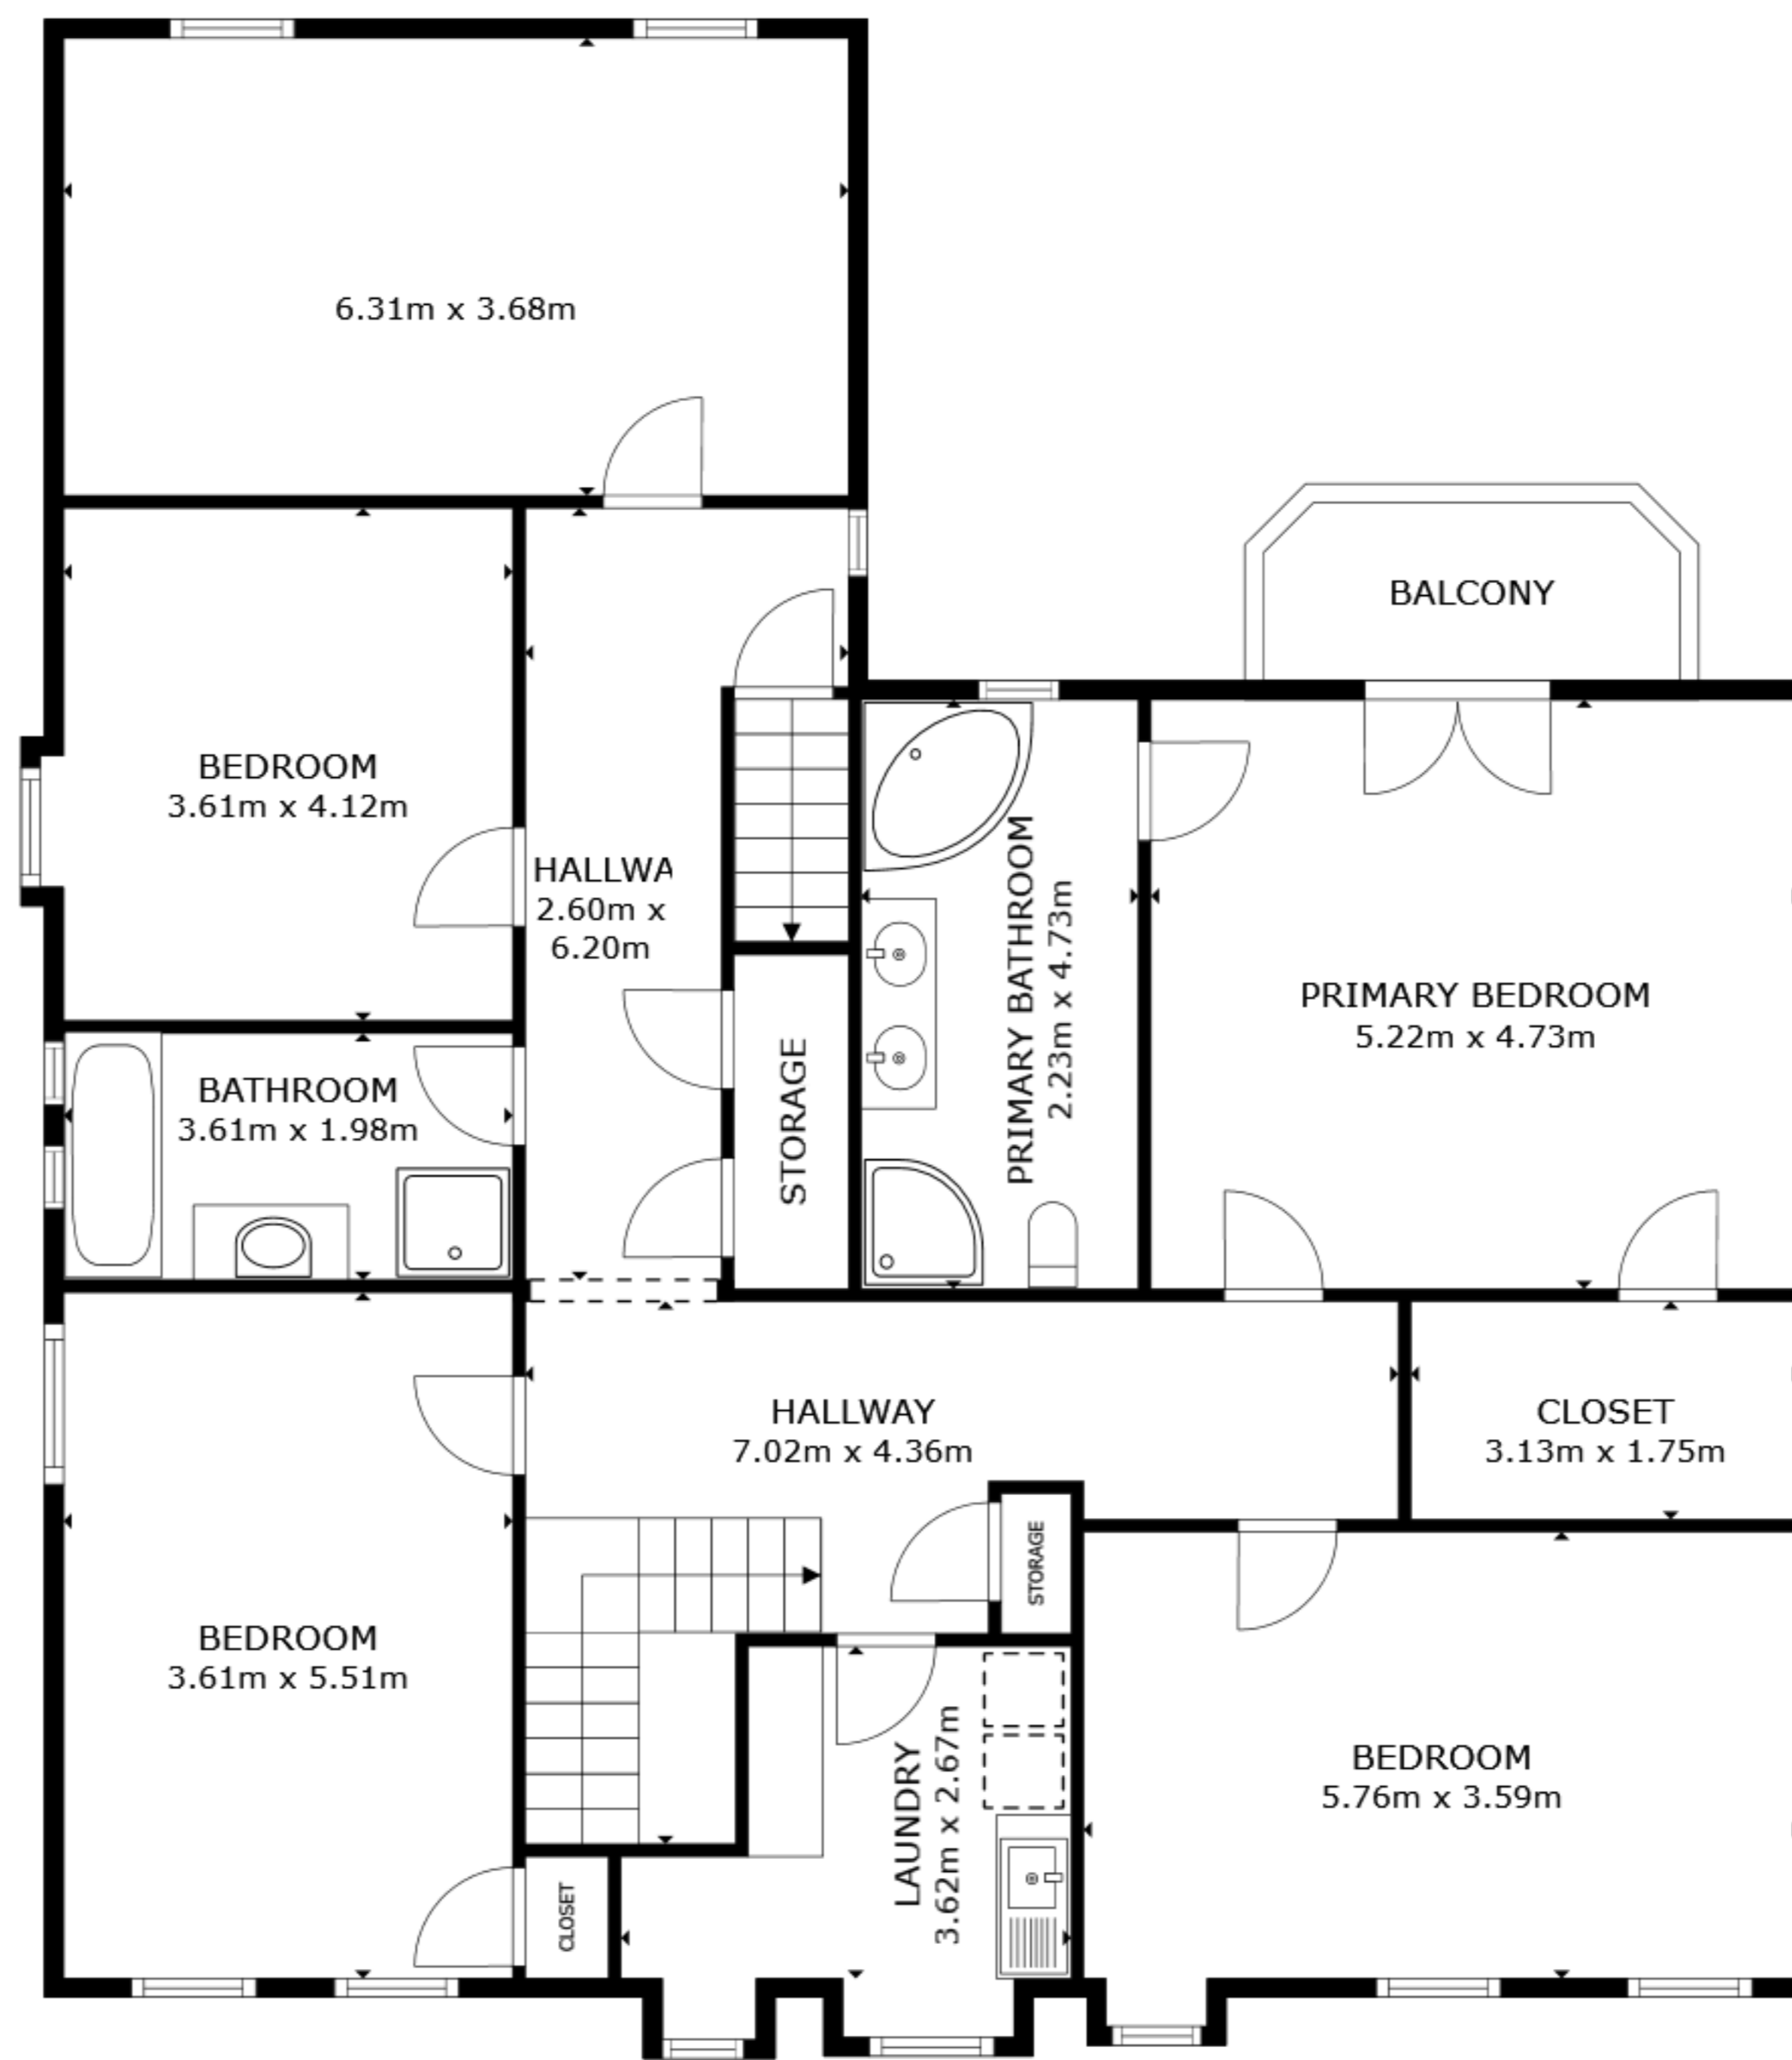 6.31m x 3.68m
BALCONY
BEDROOM
3.61m x 4.12m
HALLWA
2.60m x
6.20m
PRIMARY BATHROOM
2.23m x 4.73m
PRIMARY BEDROOM
5.22m x 4.73m
BATHROOM
3.61m x 1.98m
STORAGE
HALLWAY
7.02m x 4.36m
CLOSET
3.13m x 1.75m
STORAGE
BEDROOM
3.61m x 5.51m
LAUNDRY
3.62m x 2.67m
BEDROOM
5.76m x 3.59m
CLOSET